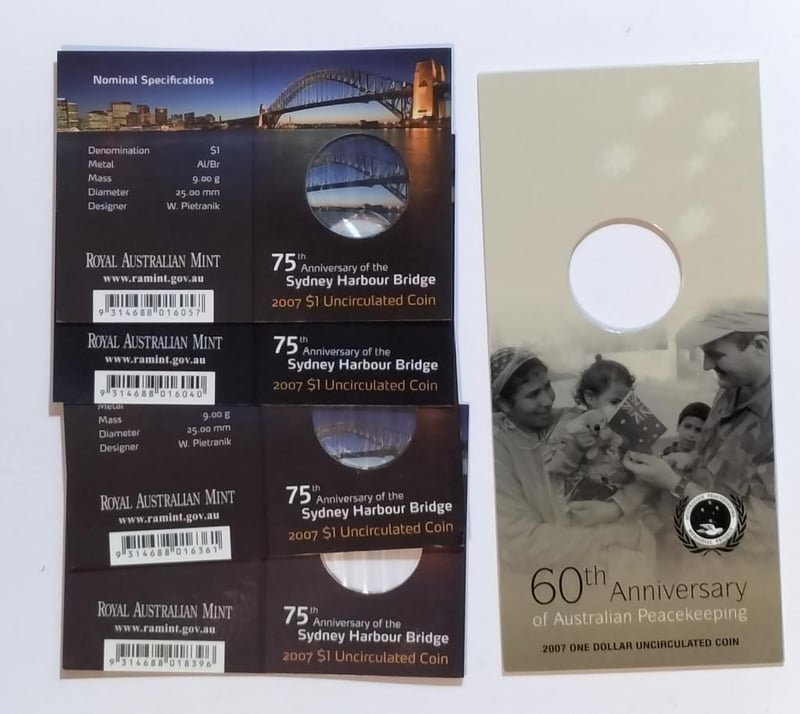 Nominal Specifications
Denomination $1
Metal Al/Br
Mass 9.00 g
Diameter 25.00 mm
Designer W. Pietranik
ROYAL AUSTRALIAN MINT
www.ramint.gov.au
9 314688 016057
75th Anniversary of the
Sydney Harbour Bridge
2007 $1 Uncirculated Coin
ROYAL AUSTRALIAN MINT
www.ramint.gov.au
9 314688 016040
75th Anniversary of the
Sydney Harbour Bridge
2007 $1 Uncirculated Coin
Metal
Mass 9.00 g
Diameter 25.00 mm
Designer W. Pietranik
ROYAL AUSTRALIAN MINT
www.ramint.gov.au
9 314688 016361
75th Anniversary of the
Sydney Harbour Bridge
2007 $1 Uncirculated Coin
ROYAL AUSTRALIAN MINT
www.ramint.gov.au
9 314688 018396
75th Anniversary of the
Sydney Harbour Bridge
2007 $1 Uncirculated Coin
60th Anniversary
of Australian Peacekeeping
2007 ONE DOLLAR UNCIRCULATED COIN